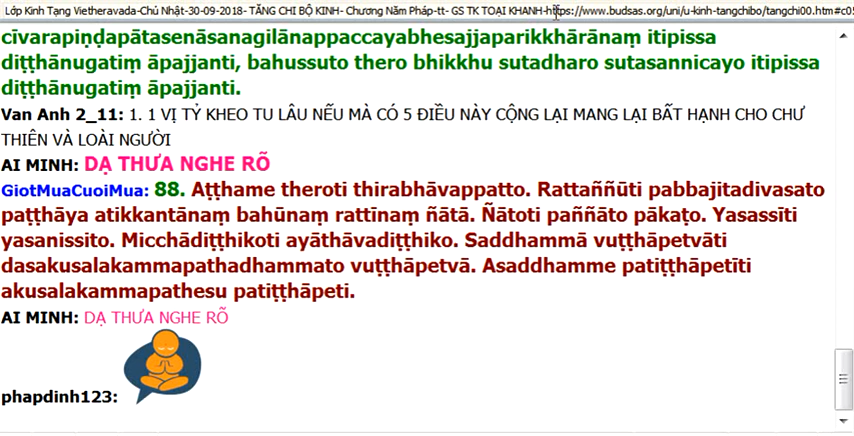 Lớp Kinh Tạng Vietheravada-Chủ Nhật-30-09-2018- TĂNG CHI BỘ KINH- Chương Năm Pháp-tt- GS TK TOẠI KHANH-https://www.budsas.org/uni/u-kinh-tangchibo/tangchi00.htm#c05
cīvarapiṇḍapātasenāsanagilānappaccayabhesajjaparikkhārānaṃ itipissa
diṭṭhānugatiṃ āpajjanti, bahussuto thero bhikkhu sutadharo sutasannicayo itipissa
diṭṭhānugatiṃ āpajjanti.
Van Anh 2_11: 1. 1 VỊ TỶ KHEO TU LÂU NẾU MÀ CÓ 5 ĐIỀU NÀY CỘNG LẠI MANG LẠI BẤT HẠNH CHO CHƯ
THIÊN VÀ LOÀI NGƯỜI
AI MINH: DẠ THƯA NGHE RÕ
GiotMuaCuoiMua: 88. Aṭṭhame theroti thirabhāvappatto. Rattaññūti pabbajitadivasato
paṭṭhāya atikkantānaṃ bahūnaṃ rattīnaṃ ñātā. Ñātoti paññāto pākaṭo. Yasassīti
yasanissito. Micchādiṭṭhikoti ayāthāvadiṭṭhiko. Saddhammā vuṭṭhāpetvāti
dasakusalakammapathadhammato vuṭṭhāpetvā. Asaddhamme patiṭṭhāpetīti
akusalakammapathesu patiṭṭhāpeti.
AI MINH: DẠ THƯA NGHE RÕ
phapdinh123: